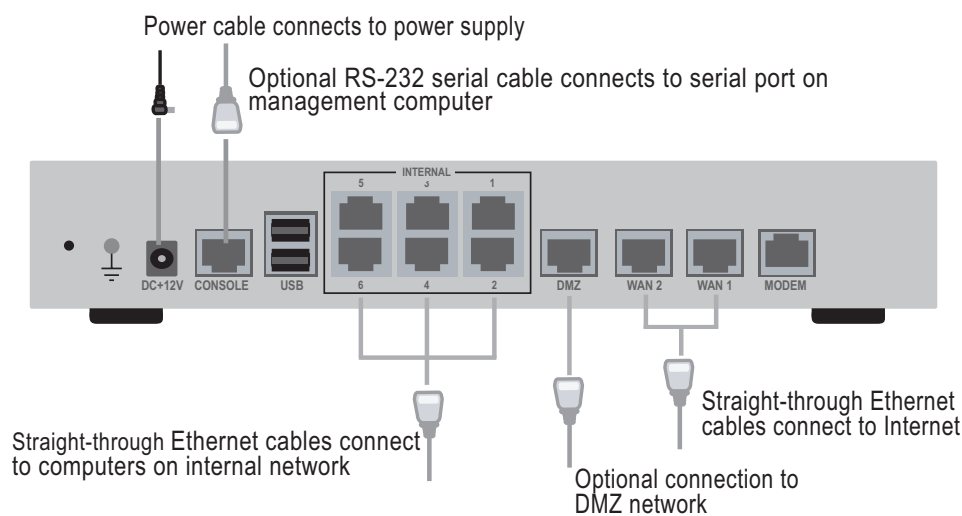 Power cable connects to power supply
Optional RS-232 serial cable connects to serial port on
management computer
INTERNAL
5 3 1
DC+12V CONSOLE USB 6 4 2 DMZ WAN 2 WAN 1 MODEM
Straight-through Ethernet
cables connect to Internet
Straight-through Ethernet cables connect
to computers on internal network
Optional connection to
DMZ network